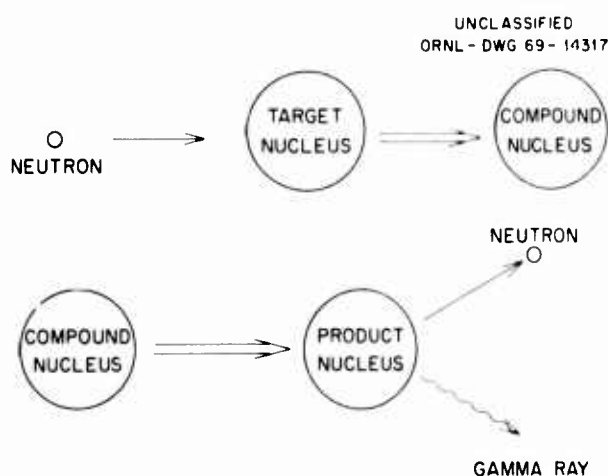 UNCLASSIFIED
ORNL - DWG 69 - 14317
TARGET
NUCLEUS
COMPOUND
NUCLEUS
NEUTRON
NEUTRON
COMPOUND
NUCLEUS
PRODUCT
NUCLEUS
GAMMA RAY